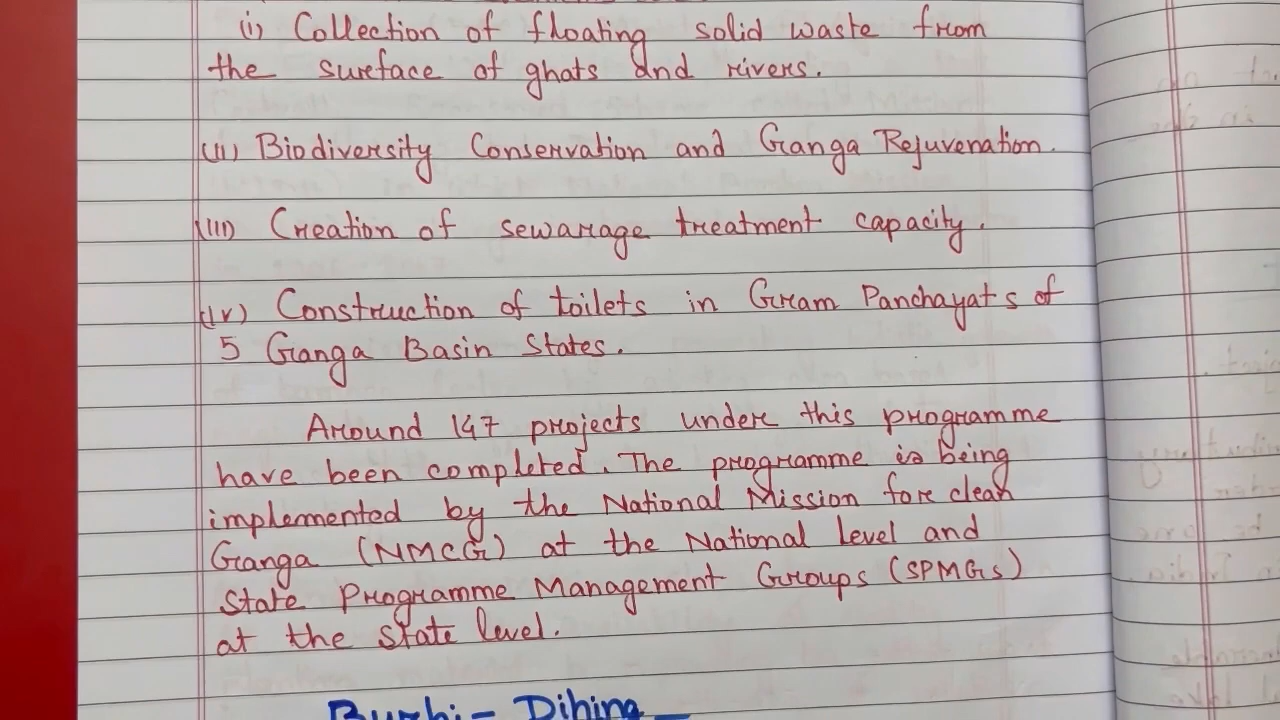 (i) Collection of floating solid waste from
the surface of ghats and rivers.
(ii) Biodiversity Conservation and Ganga Rejuvenation.
(iii) Creation of sewarage treatment capacity.
(iv) Construction of toilets in Gram Panchayats of
5 Ganga Basin States.
Around 147 projects under this programme
have been completed. The programme is being
implemented by the National Mission for clean
Ganga (NMCG) at the National level and
State Programme Management Groups (SPMGs)
at the state level.
Burhi - Dihing